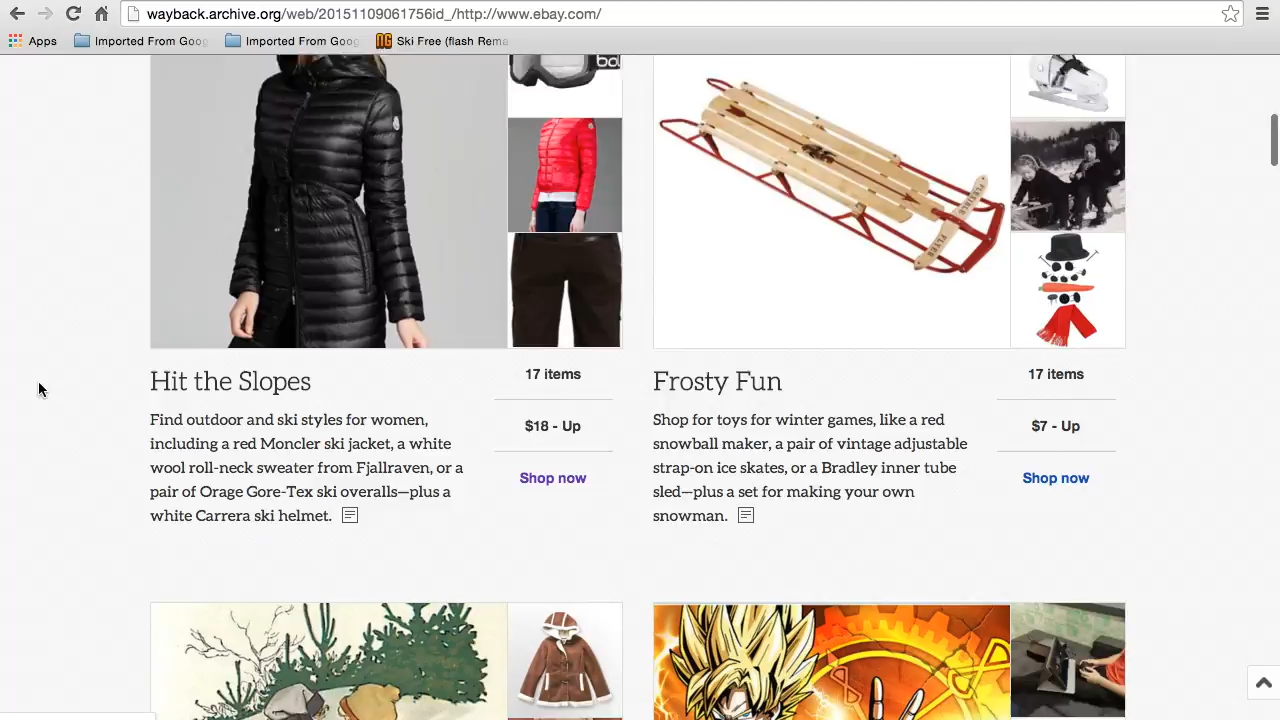 wayback.archive.org/web/20151109061756id_/http://www.ebay.com/
Apps
Imported From Goo
Imported From Goo
NG
Ski Free (flash Rema
bol
FLEXIBLE FLYER
Hit the Slopes
17 items
Find outdoor and ski styles for women,
including a red Moncler ski jacket, a white
wool roll-neck sweater from Fjallraven, or a
pair of Orage Gore-Tex ski overalls—plus a
white Carrera ski helmet.
$18 - Up
Shop now
Frosty Fun
17 items
Shop for toys for winter games, like a red
snowball maker, a pair of vintage adjustable
strap-on ice skates, or a Bradley inner tube
sled—plus a set for making your own
snowman.
$7 - Up
Shop now